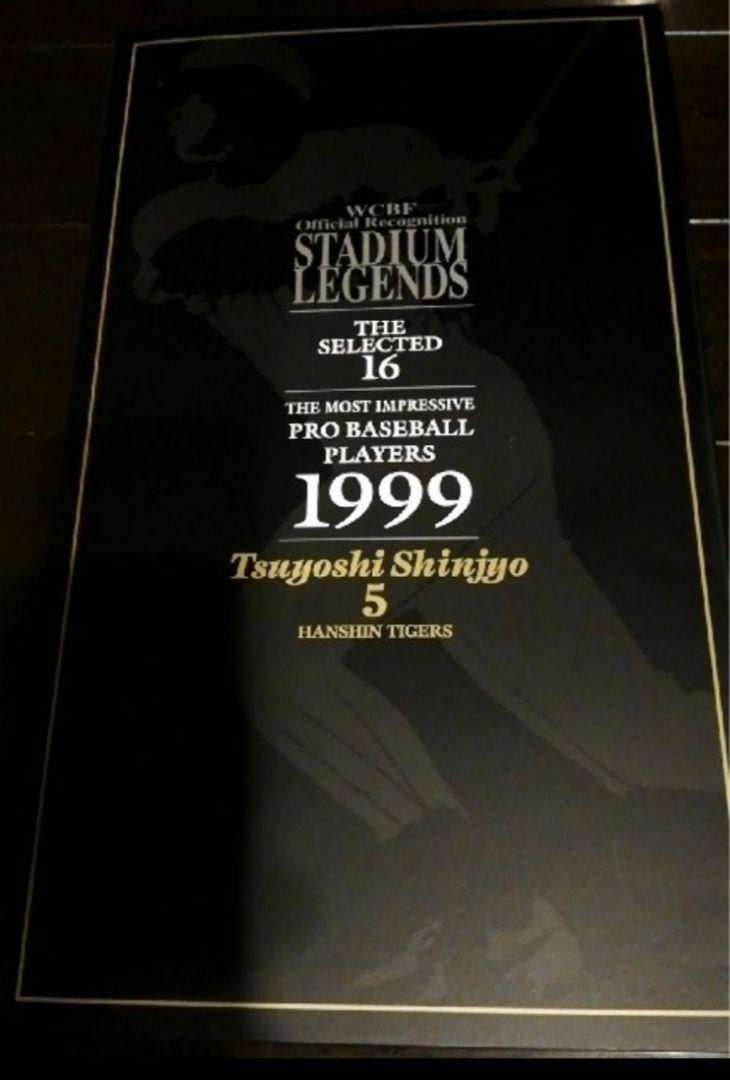 WCBF
Official Recognition
STADIUM
LEGENDS
THE
SELECTED
16
THE MOST IMPRESSIVE
PRO BASEBALL
PLAYERS
1999
Tsuyoshi Shinjyo
5
HANSHIN TIGERS